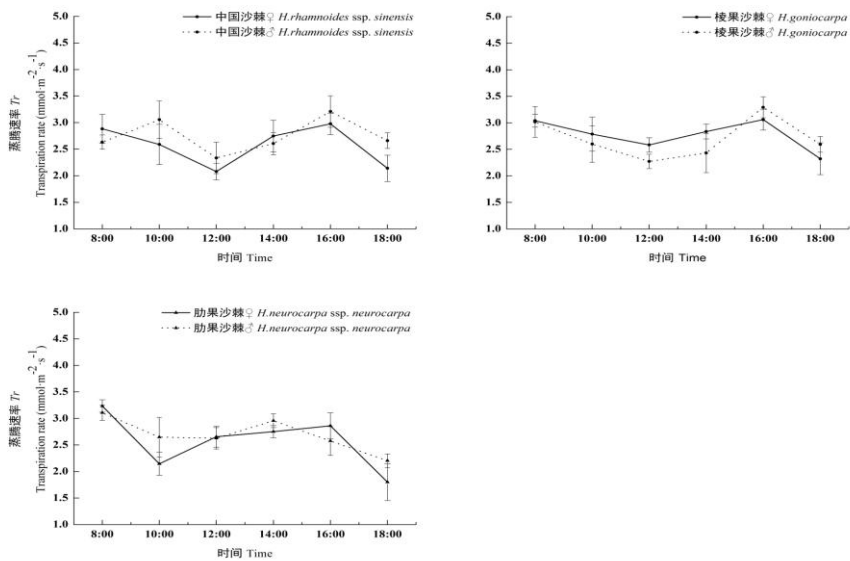 中国沙棘♀ H.rhamnoides ssp. sinensis
中国沙棘♂ H.rhamnoides ssp. sinensis
蒸腾速率 Tr
Transpiration rate (mmol·m-2·s-1)
5.0
4.5
4.0
3.5
3.0
2.5
2.0
1.5
1.0
8:00 10:00 12:00 14:00 16:00 18:00
时间 Time
棱果沙棘♀ H.goniocarpa
棱果沙棘♂ H.goniocarpa
5.0
4.5
4.0
3.5
3.0
2.5
2.0
1.5
1.0
8:00 10:00 12:00 14:00 16:00 18:00
时间 Time
肋果沙棘♀ H.neurocarpa ssp. neurocarpa
肋果沙棘♂ H.neurocarpa ssp. neurocarpa
蒸腾速率 Tr
Transpiration rate (mmol·m-2·s-1)
5.0
4.5
4.0
3.5
3.0
2.5
2.0
1.5
1.0
8:00 10:00 12:00 14:00 16:00 18:00
时间 Time